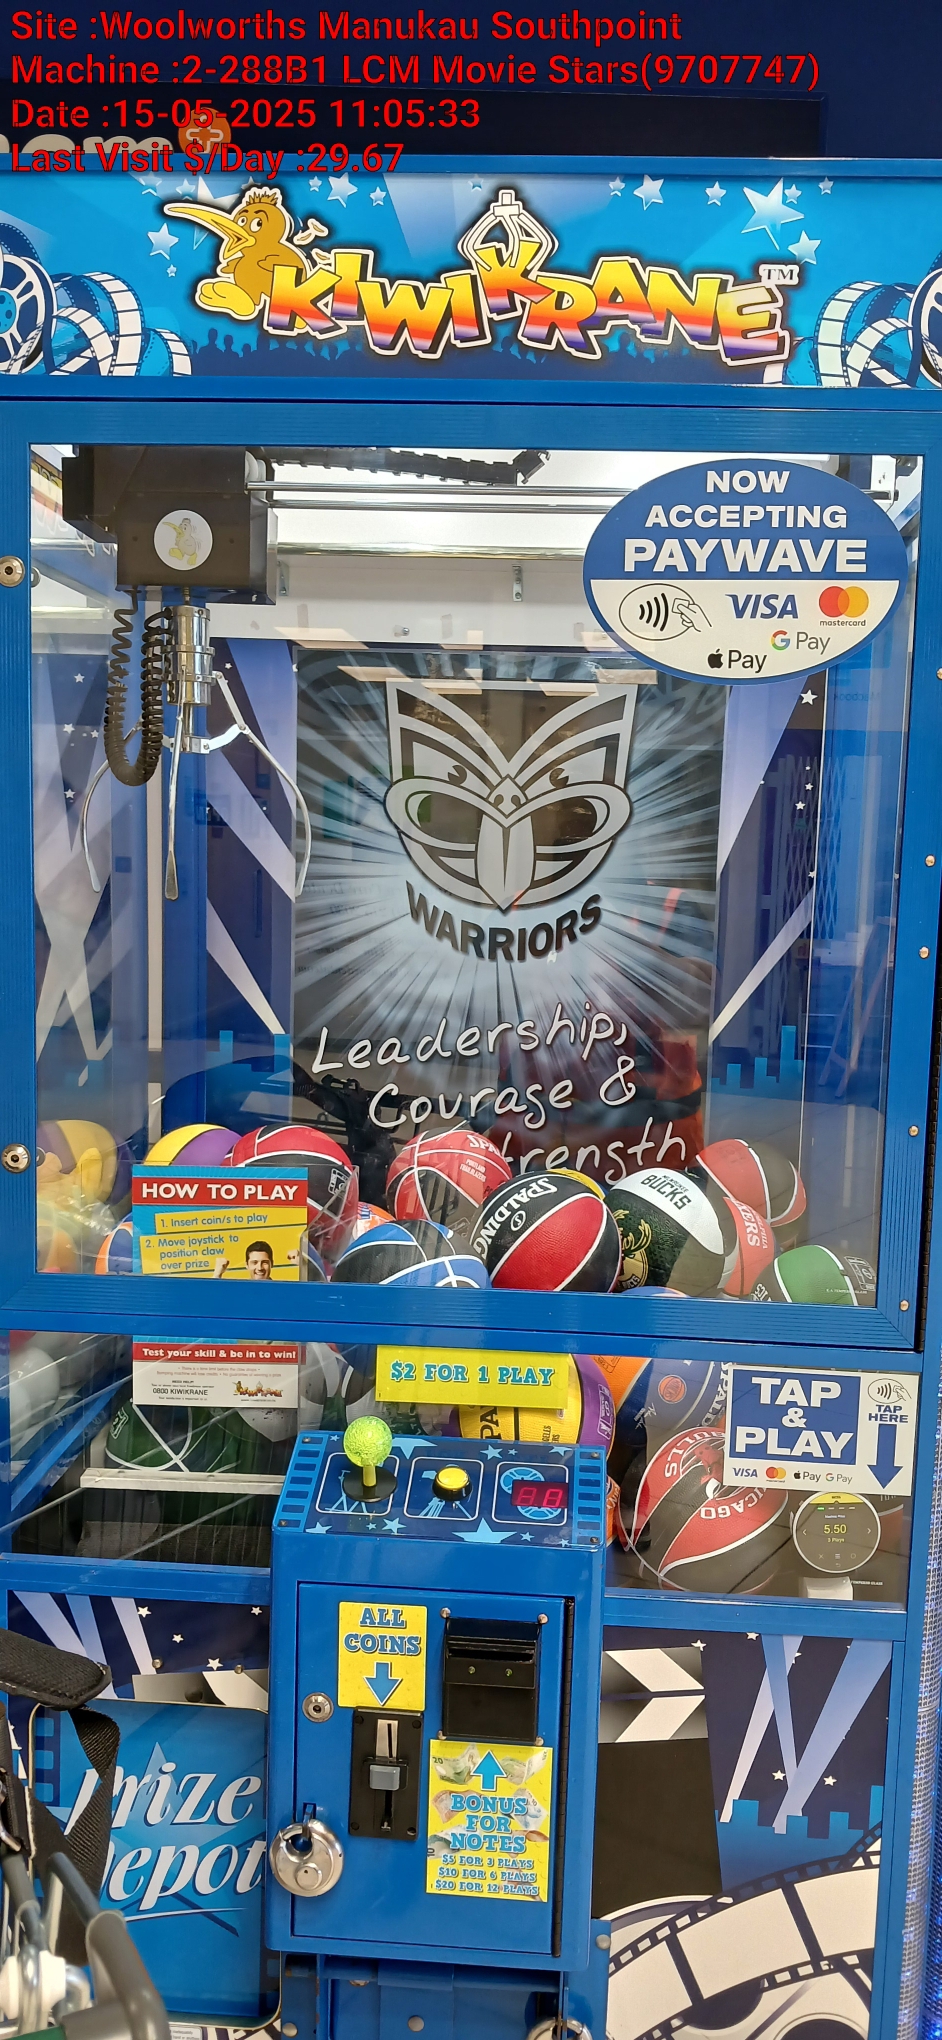 Site :Woolworths Manukau Southpoint
Machine :2-288B1 LCM Movie Stars(9707747)
Date :15-05-2025 11:05:33
Last Visit $/Day :29.67
KIWI KRANE TM
NOW
ACCEPTING
PAYWAVE
VISA
mastercard
G Pay
Pay
WARRIORS
Leadership,
Courage &
trength
SPALDING
BUCKS
HOW TO PLAY
1. Insert coin/s to play
2. Move joystick to
position claw
over prize
Test your skill & be in to win!
0800 KIWIKRANE
$2 FOR 1 PLAY
TAP
&
PLAY
TAP
HERE
VISA
Pay G Pay
CHICAGO
5.50
3 Plays
ALL
COINS
BONUS
FOR
NOTES
$5 FOR 3 PLAYS
$10 FOR 6 PLAYS
$20 FOR 12 PLAYS
Prize
Depot